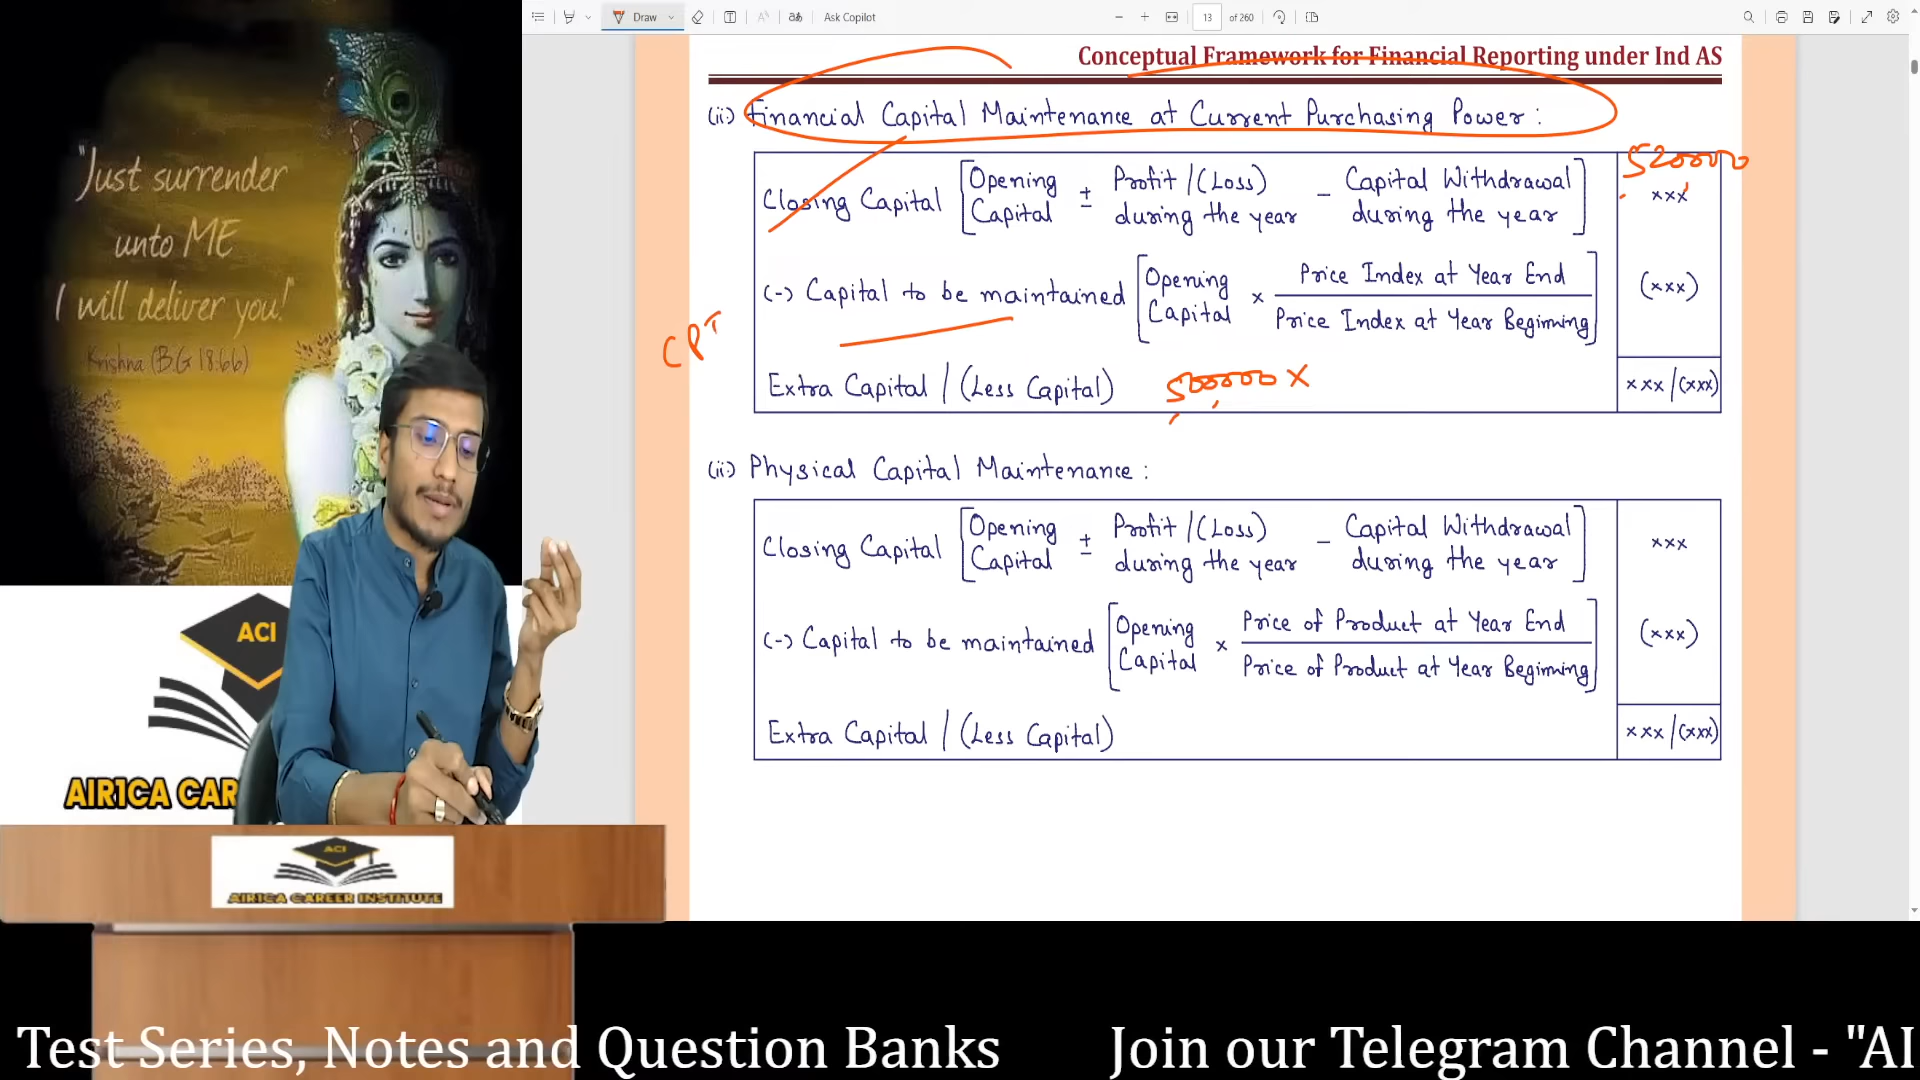 "Just surrender
unto ME
I will deliver you!"
Krishna (B.G 18.66)
ACI
AIR1CA CAR
ACI
AIR1CA CAREER INSTITUTE
Draw
Ask Copilot
13 of 260
Conceptual Framework for Financial Reporting under Ind AS
(ii) Financial Capital Maintenance at Current Purchasing Power :
520000
Closing Capital [Opening Capital ± Profit/(Loss) during the year - Capital Withdrawal during the year] xxx
(-) Capital to be maintained [Opening Capital x Price Index at Year End / Price Index at Year Beginning] (xxx)
Extra Capital / (Less Capital) 500000 x xxx/(xxx)
(ii) Physical Capital Maintenance :
Closing Capital [Opening Capital ± Profit/(Loss) during the year - Capital Withdrawal during the year] xxx
(-) Capital to be maintained [Opening Capital x Price of Product at Year End / Price of Product at Year Beginning] (xxx)
Extra Capital / (Less Capital) xxx/(xxx)
Test Series, Notes and Question Banks Join our Telegram Channel - "AI